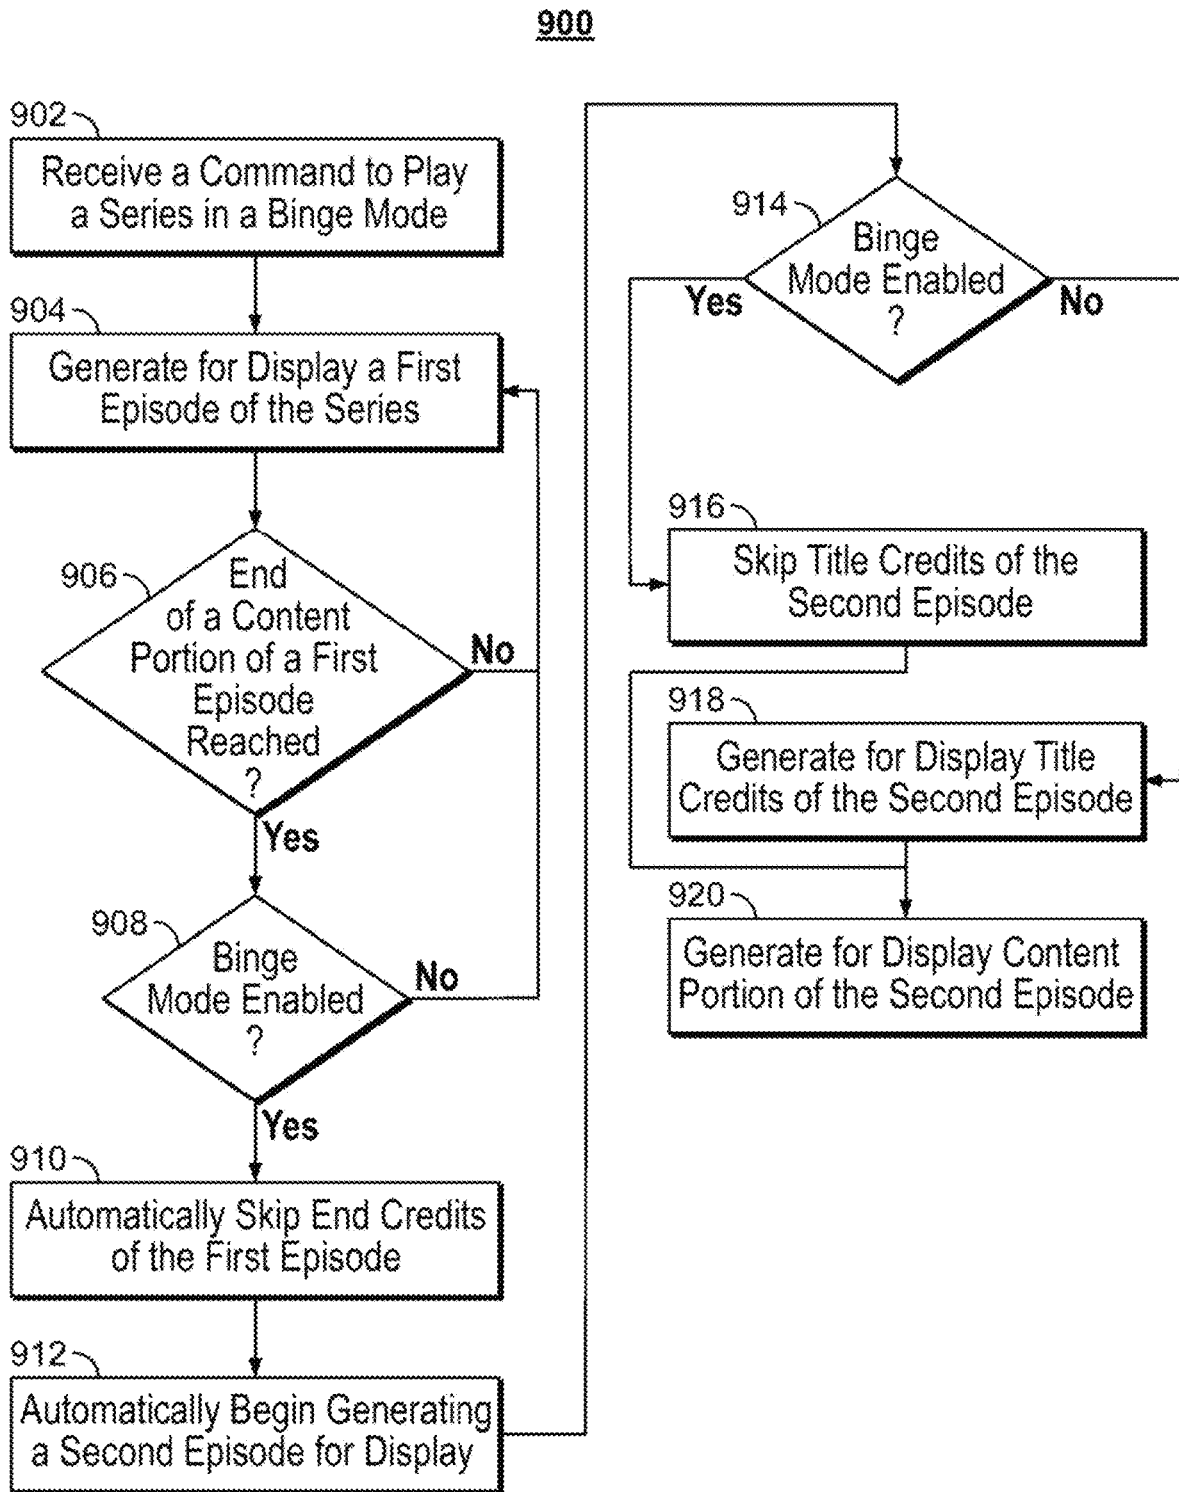 900
902
Receive a Command to Play
a Series in a Binge Mode
904
Generate for Display a First
Episode of the Series
906
End
of a Content
Portion of a First
Episode
Reached
?
No
Yes
908
Binge
Mode Enabled
?
No
Yes
910
Automatically Skip End Credits
of the First Episode
912
Automatically Begin Generating
a Second Episode for Display
914
Binge
Mode Enabled
?
Yes
No
916
Skip Title Credits of the
Second Episode
918
Generate for Display Title
Credits of the Second Episode
920
Generate for Display Content
Portion of the Second Episode